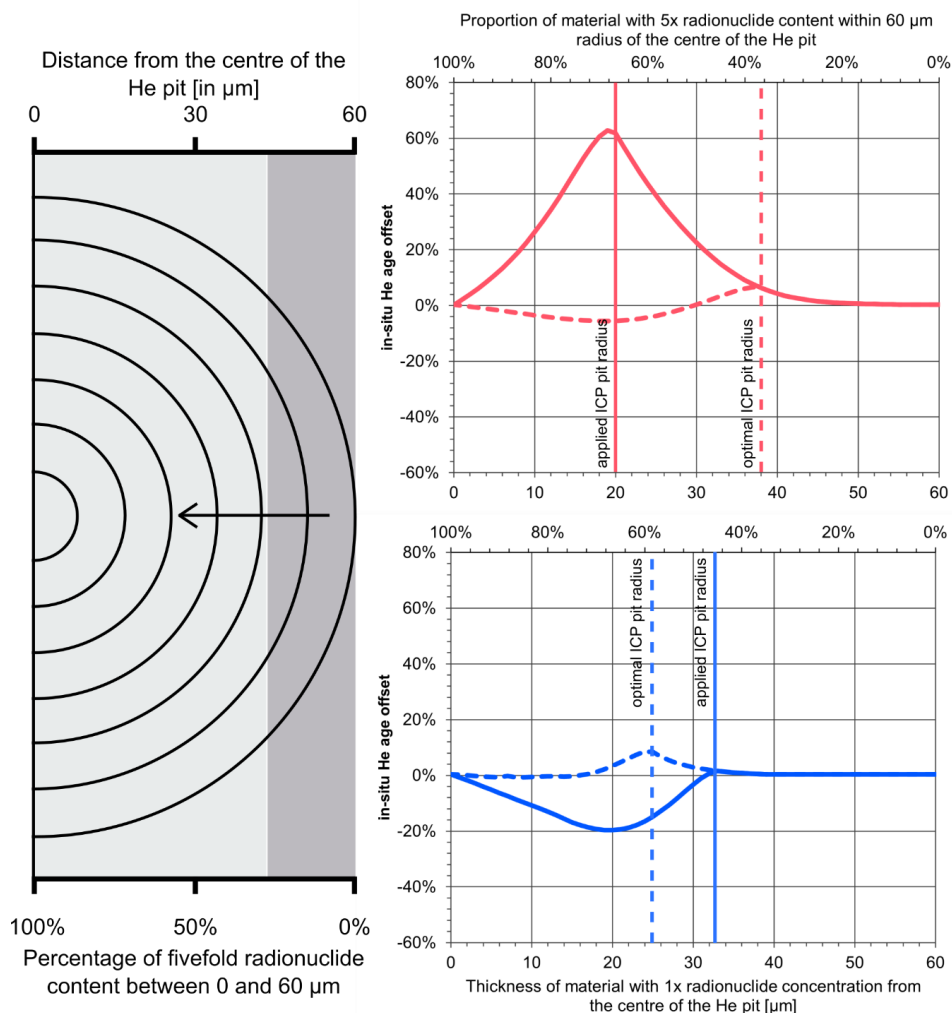 Distance from the centre of the
He pit [in µm]
0 30 60
100% 50% 0%
Percentage of fivefold radionuclide
content between 0 and 60 µm
Proportion of material with 5x radionuclide content within 60 µm
radius of the centre of the He pit
100% 80% 60% 40% 20% 0%
80%
60%
40%
20%
0%
-20%
-40%
-60%
in-situ He age offset
applied ICP pit radius
optimal ICP pit radius
0 10 20 30 40 50 60
100% 80% 60% 40% 20% 0%
80%
60%
40%
20%
0%
-20%
-40%
-60%
in-situ He age offset
optimal ICP pit radius
applied ICP pit radius
0 10 20 30 40 50 60
Thickness of material with 1x radionuclide concentration from
the centre of the He pit [µm]